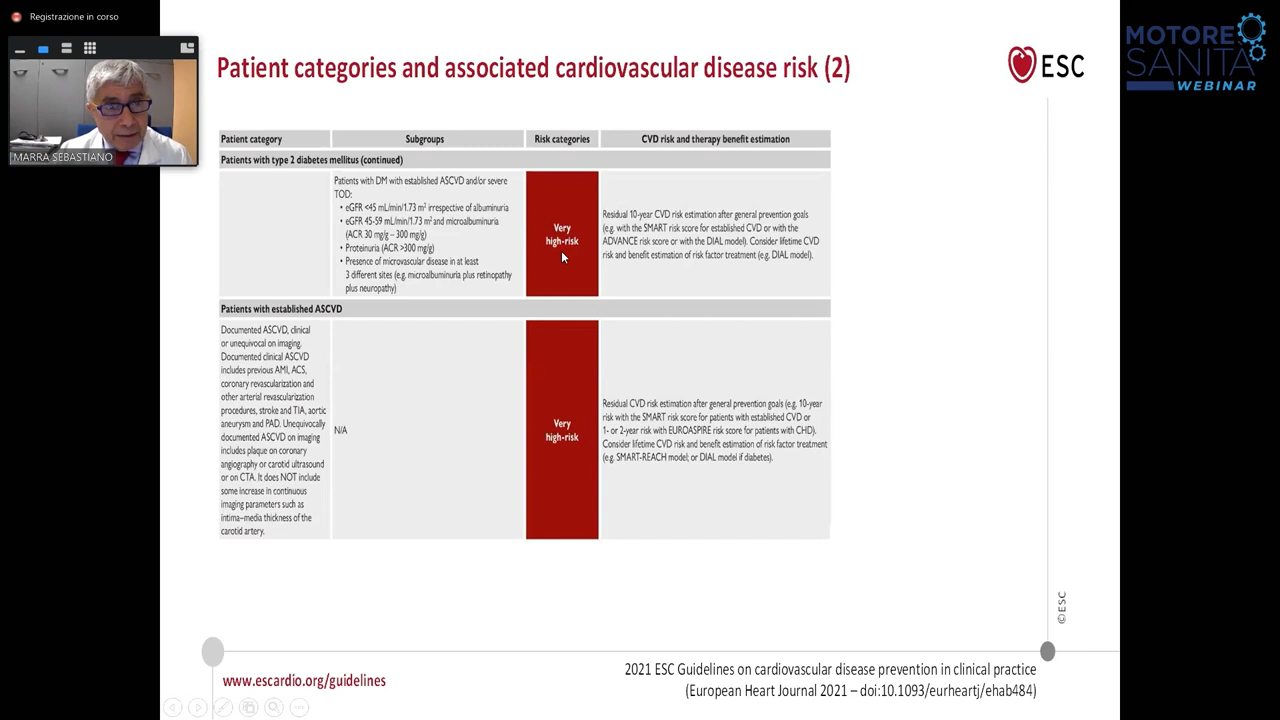 Registrazione in corso
MARRA SEBASTIANO
MOTORE
SANITA
WEBINAR
Patient categories and associated cardiovascular disease risk (2)
ESC
Patient category
Subgroups
Risk categories
CVD risk and therapy benefit estimation
Patients with type 2 diabetes mellitus (continued)
Patients with DM with established ASCVD and/or severe
TOD:
• eGFR <45 mL/min/1.73 m² irrespective of albuminuria
• eGFR 45-59 mL/min/1.73 m² and microalbuminuria
(ACR 30 mg/g – 300 mg/g)
• Proteinuria (ACR >300 mg/g)
• Presence of microvascular disease in at least
3 different sites (e.g. microalbuminuria plus retinopathy
plus neuropathy)
Very
high-risk
Residual 10-year CVD risk estimation after general prevention goals
(e.g. with the SMART risk score for established CVD or with the
ADVANCE risk score or with the DIAL model). Consider lifetime CVD
risk and benefit estimation of risk factor treatment (e.g. DIAL model).
Patients with established ASCVD
Documented ASCVD, clinical
or unequivocal on imaging.
Documented clinical ASCVD
includes previous AMI, ACS,
coronary revascularization and
other arterial revascularization
procedures, stroke and TIA, aortic
aneurysm and PAD. Unequivocally
documented ASCVD on imaging
includes plaque on coronary
angiography or carotid ultrasound
or on CTA. It does NOT include
some increase in continuous
imaging parameters such as
intima–media thickness of the
carotid artery.
N/A
Very
high-risk
Residual CVD risk estimation after general prevention goals (e.g. 10-year
risk with the SMART risk score for patients with established CVD or
1- or 2-year risk with EUROASPIRE risk score for patients with CHD).
Consider lifetime CVD risk and benefit estimation of risk factor treatment
(e.g. SMART-REACH model; or DIAL model if diabetes).
©ESC
www.escardio.org/guidelines
2021 ESC Guidelines on cardiovascular disease prevention in clinical practice
(European Heart Journal 2021 – doi:10.1093/eurheartj/ehab484)